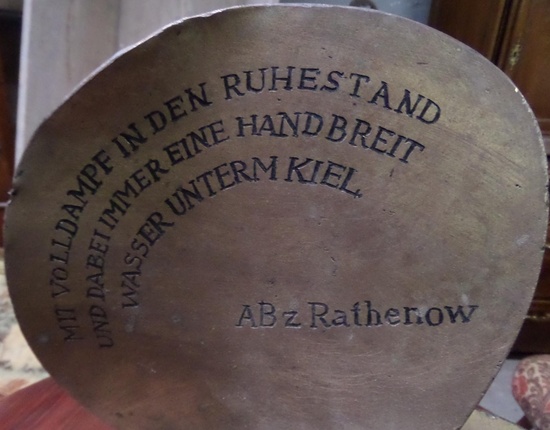 MIT VOLLDAMPF IN DEN RUHESTAND
UND DABEI IMMER EINE HANDBREIT
WASSER UNTERM KIEL
ABz Rathenow